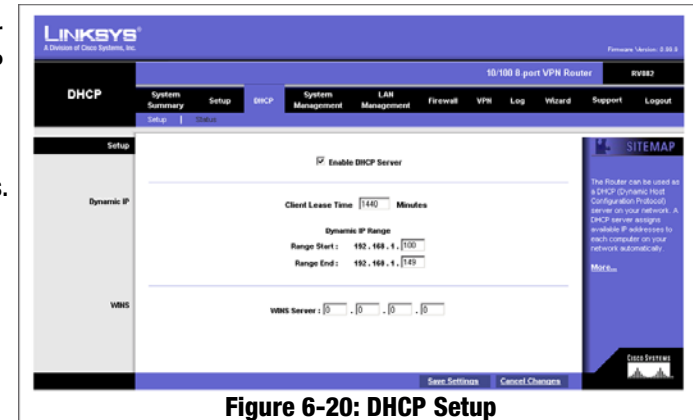 s.
LINKSYS®
A Division of Cisco Systems, Inc.
10/100 8-port VPN Router
RV082
DHCP
System Summary
Setup
DHCP
System Management
LAN Management
Firewall
VPN
Log
Wizard
Support
Logout
Setup | Status
Setup
Enable DHCP Server
Dynamic IP
Client Lease Time 1440 Minutes
Dynamic IP Range
Range Start : 192 . 168 . 1 . 100
Range End : 192 . 168 . 1 . 149
WINS
WINS Server : 0 . 0 . 0 . 0
SITEMAP
The Router can be used as
a DHCP (Dynamic Host
Configuration Protocol)
server on your network. A
DHCP server assigns
available IP addresses to
each computer on your
network automatically.
More...
CISCO SYSTEMS
Save Settings
Cancel Changes
Figure 6-20: DHCP Setup